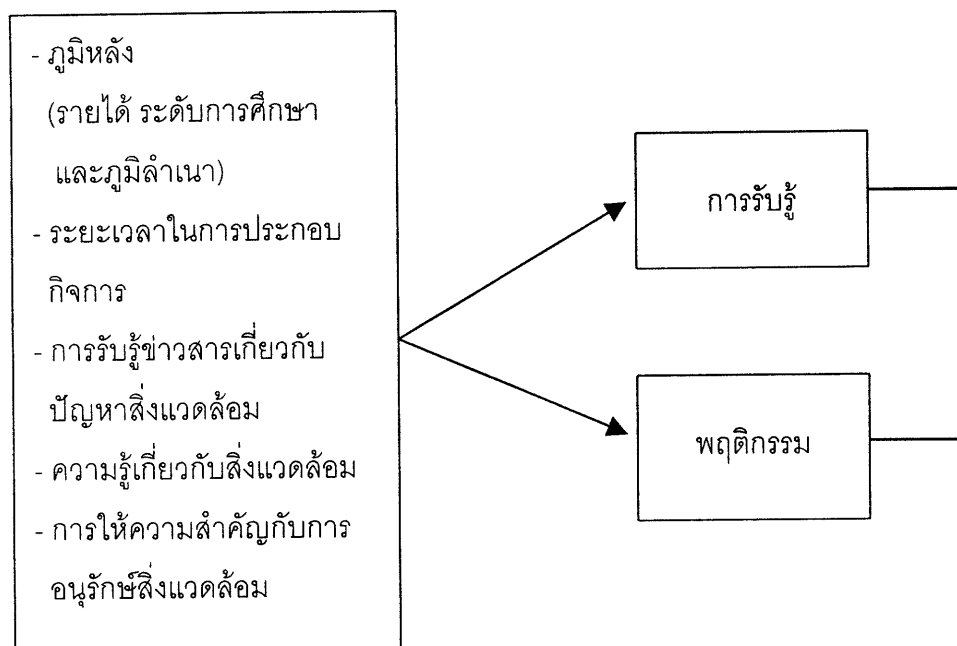 - ภูมิหลัง
(รายได้ ระดับการศึกษา
และภูมิลำเนา)
- ระยะเวลาในการประกอบ
กิจการ
- การรับรู้ข่าวสารเกี่ยวกับ
ปัญหาสิ่งแวดล้อม
- ความรู้เกี่ยวกับสิ่งแวดล้อม
- การให้ความสำคัญกับการ
อนุรักษ์สิ่งแวดล้อม
การรับรู้
พฤติกรรม